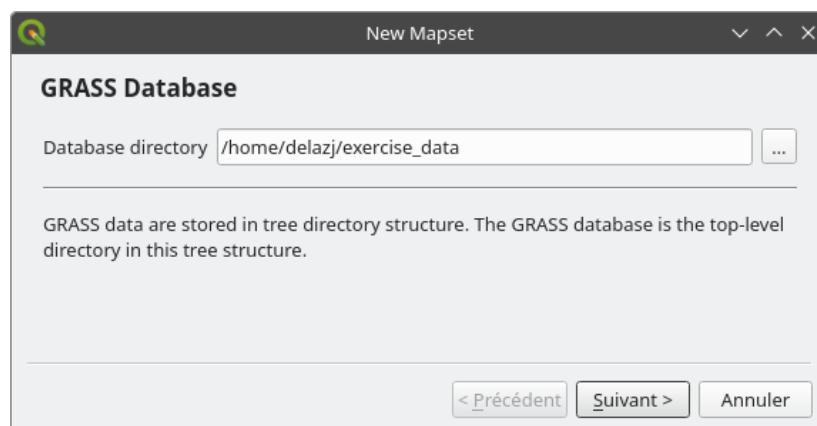 New Mapset
GRASS Database
Database directory /home/delazj/exercise_data ...
GRASS data are stored in tree directory structure. The GRASS database is the top-level
directory in this tree structure.
< Précédent Suivant > Annuler